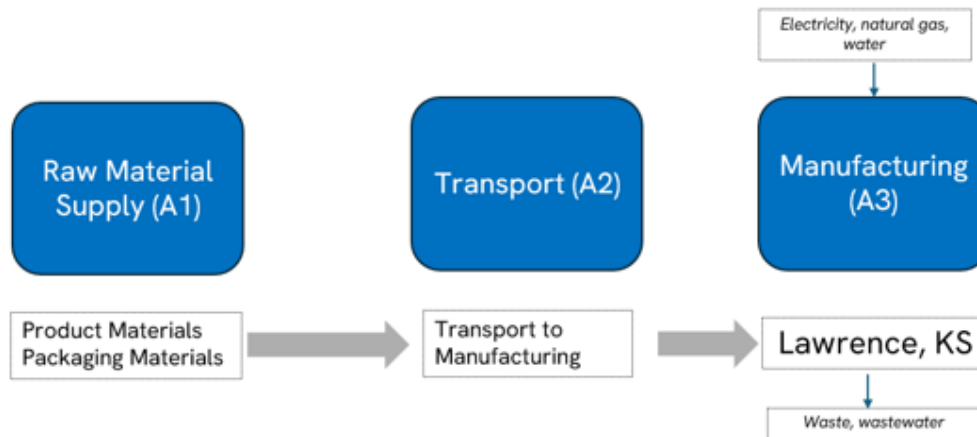 Electricity, natural gas,
water
Raw Material
Supply (A1)
Transport (A2)
Manufacturing
(A3)
Product Materials
Packaging Materials
Transport to
Manufacturing
Lawrence, KS
Waste, wastewater